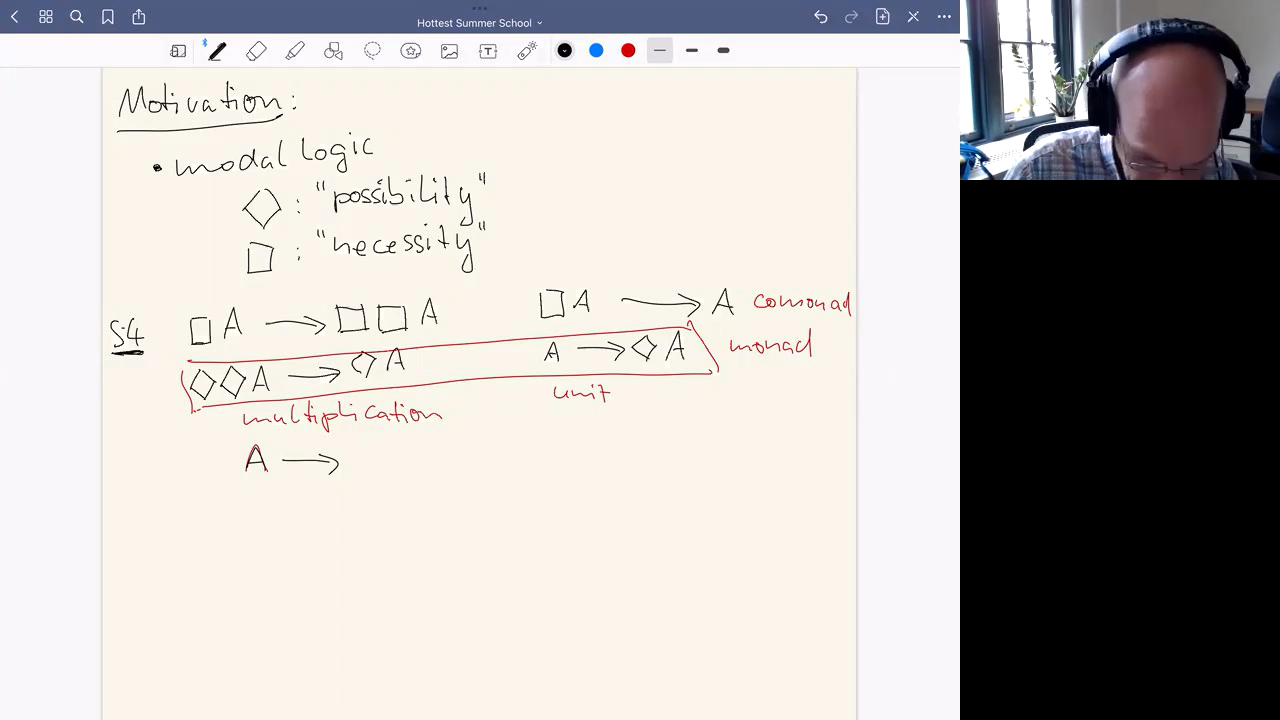 Hottest Summer School
Motivation:
• modal logic
◇ : "possibility"
□ : "necessity"
S4 □ A → □ □ A □ A → A comonad
◇ ◇ A → ◇ A A → ◇ A monad
multiplication unit
A →